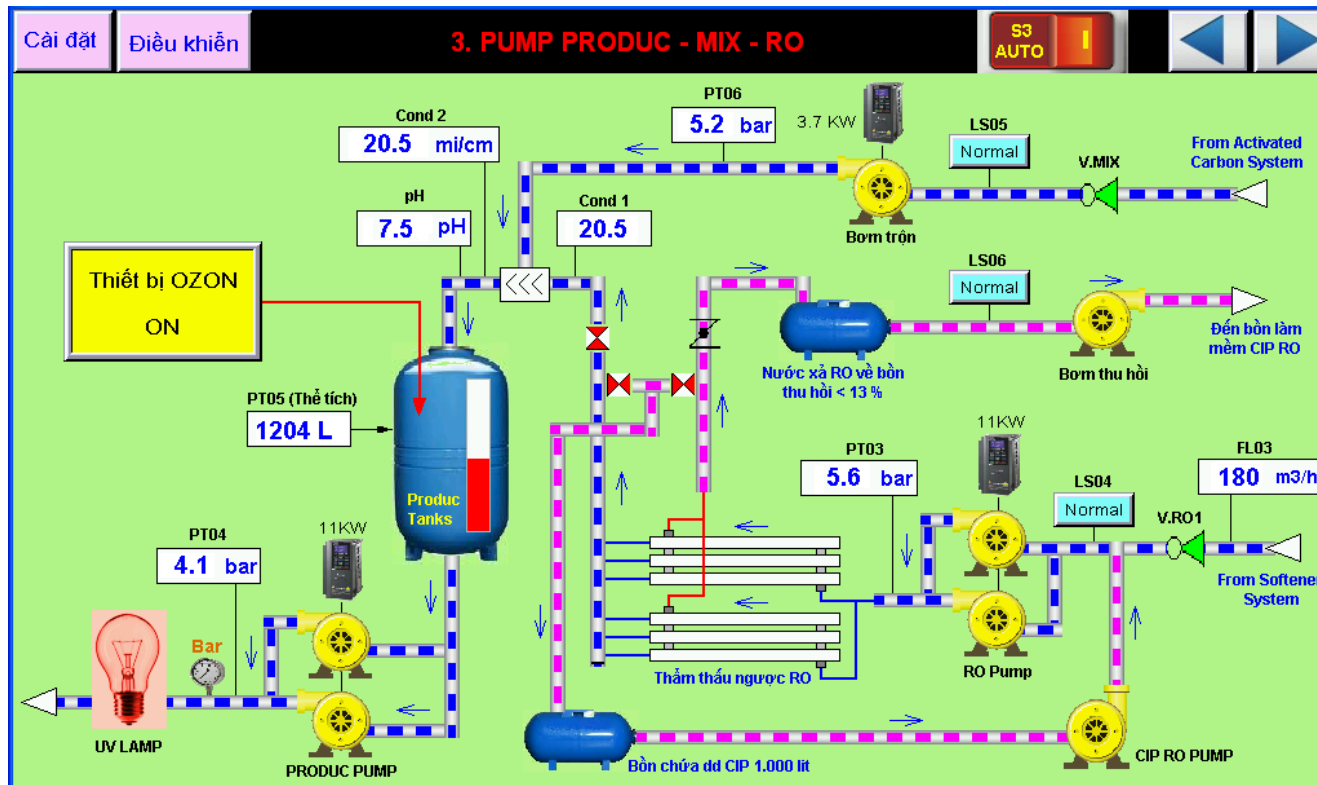 Cài đặt
Điều khiển
3. PUMP PRODUC - MIX - RO
S3
AUTO
I
PT06
5.2 bar
3.7 KW
LS05
Normal
V.MIX
From Activated
Carbon System
Cond 2
20.5 mi/cm
pH
7.5 pH
Cond 1
20.5
Bơm trộn
Thiết bị OZON
ON
LS06
Normal
Đến bồn làm
mềm CIP RO
Bơm thu hồi
Nước xả RO về bồn
thu hồi < 13 %
PT05 (Thể tích)
1204 L
Produc
Tanks
11KW
PT03
5.6 bar
LS04
Normal
FL03
180 m3/h
V.RO1
From Softener
System
PT04
4.1 bar
11KW
Bar
RO Pump
Thẩm thấu ngược RO
UV LAMP
PRODUC PUMP
Bồn chứa dd CIP 1.000 lit
CIP RO PUMP